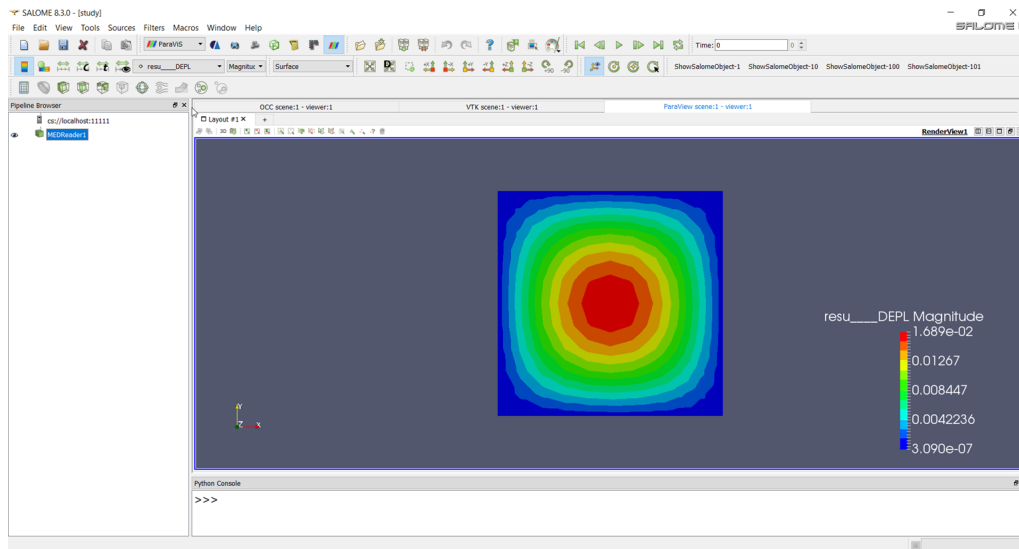 SALOME 8.3.0 - [study]
File Edit View Tools Sources Filters Macros Window Help
SALOME
ParaViS
Time: 0
0
resu____DEPL
Magnituc
Surface
ShowSalomeObject-1 ShowSalomeObject-10 ShowSalomeObject-100 ShowSalomeObject-101
Pipeline Browser
OCC scene:1 - viewer:1
VTK scene:1 - viewer:1
ParaView scene:1 - viewer:1
cs://localhost:11111
MEDReader1
Layout #1
+
3D
RenderView1
resu____DEPL Magnitude
1.689e-02
0.01267
0.008447
0.0042236
3.090e-07
Y
Z X
Python Console
>>>